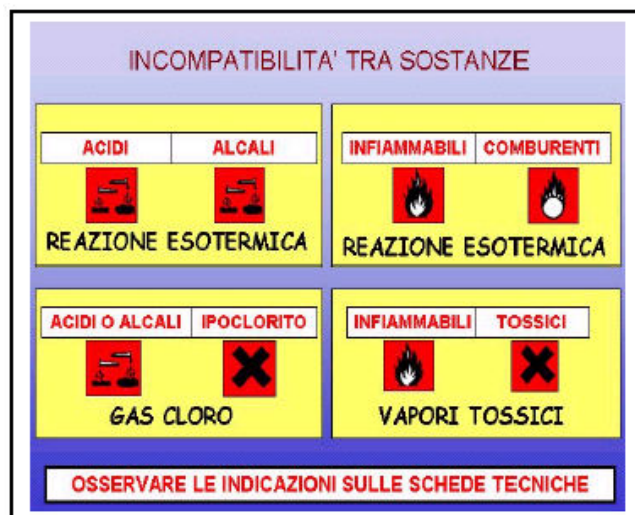 INCOMPATIBILITA' TRA SOSTANZE
ACIDI ALCALI
REAZIONE ESOTERMICA
INFIAMMABILI COMBURENTI
REAZIONE ESOTERMICA
ACIDI O ALCALI IPOCLORITO
GAS CLORO
INFIAMMABILI TOSSICI
VAPORI TOSSICI
OSSERVARE LE INDICAZIONI SULLE SCHEDE TECNICHE